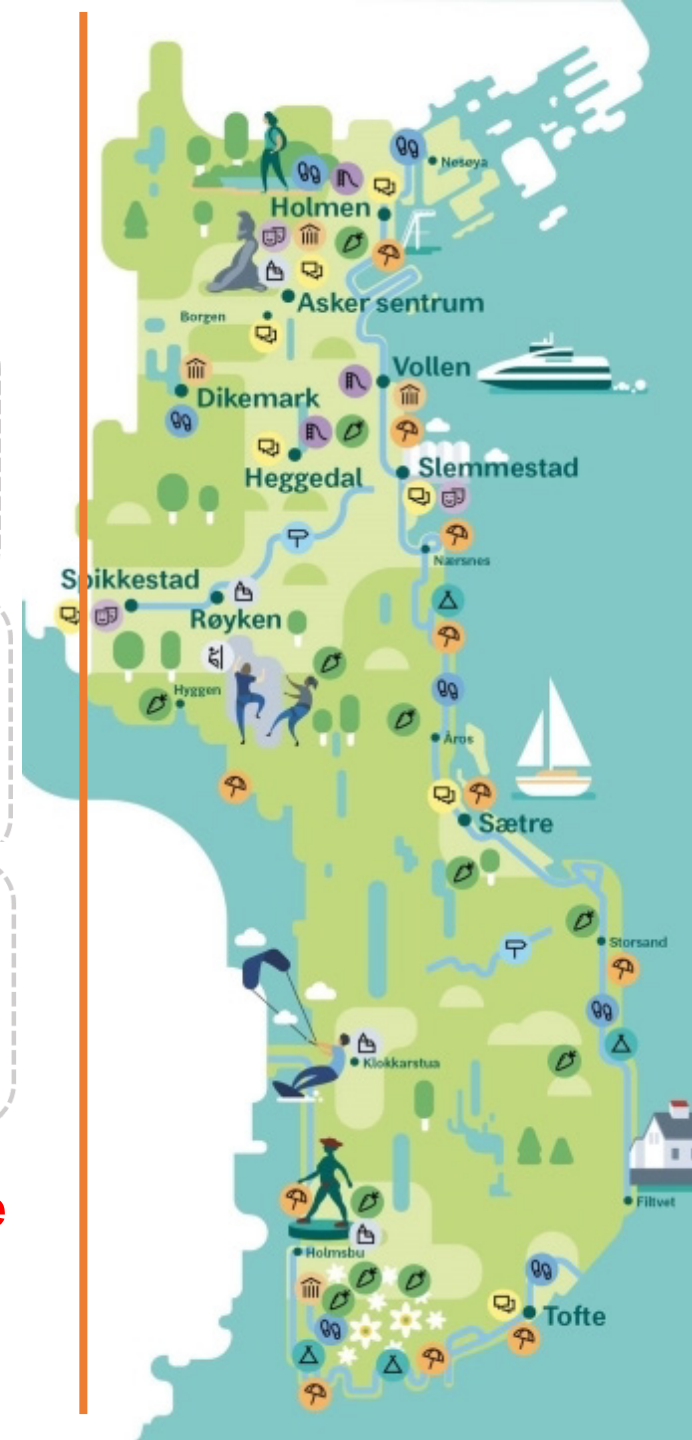 Nesøya
Holmen
Asker sentrum
Borgen
Vollen
Dikemark
Slemmestad
Heggedal
Nærsnes
Spikkestad
Røyken
Hyggen
Åros
Sætre
Storsand
Klokkarstua
e
Filtvet
Holmsbu
Tofte